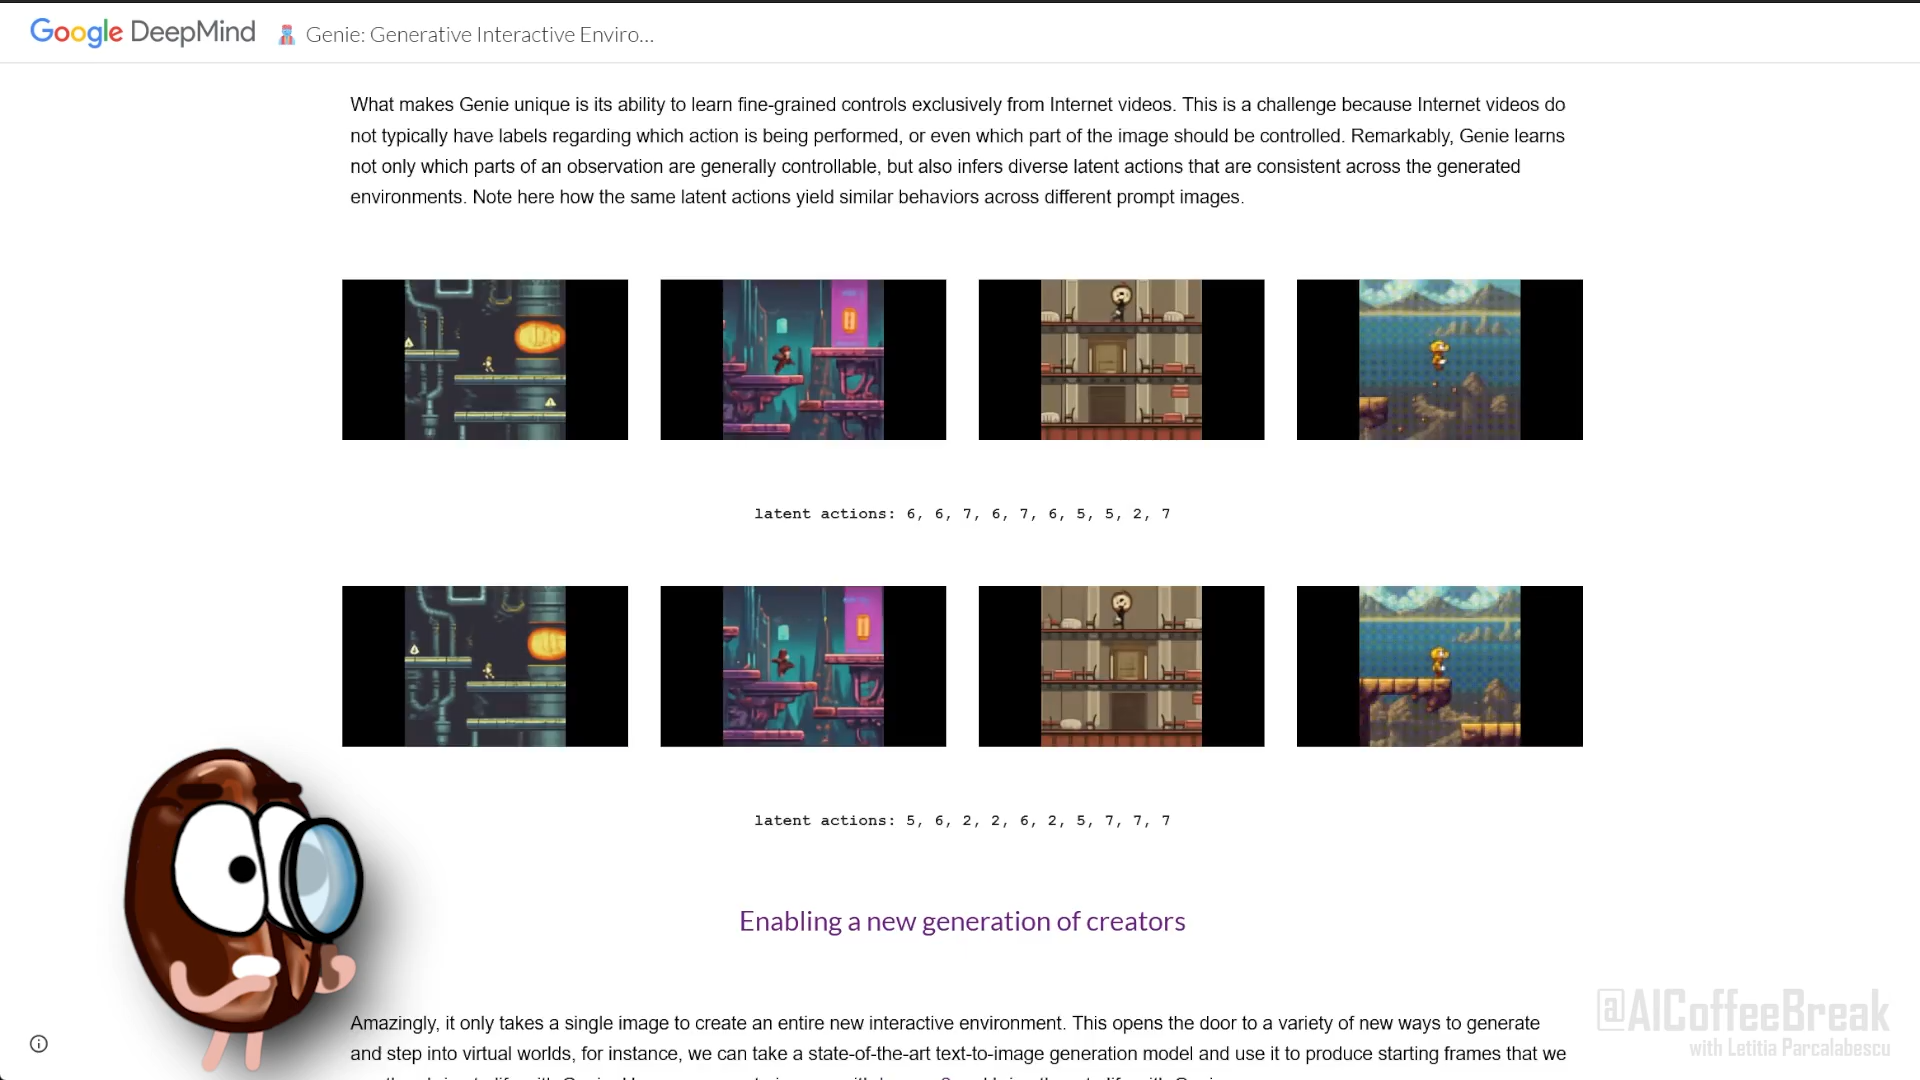 Google DeepMind
Genie: Generative Interactive Enviro...
What makes Genie unique is its ability to learn fine-grained controls exclusively from Internet videos. This is a challenge because Internet videos do
not typically have labels regarding which action is being performed, or even which part of the image should be controlled. Remarkably, Genie learns
not only which parts of an observation are generally controllable, but also infers diverse latent actions that are consistent across the generated
environments. Note here how the same latent actions yield similar behaviors across different prompt images.
latent actions: 6, 6, 7, 6, 7, 6, 5, 5, 2, 7
latent actions: 5, 6, 2, 2, 6, 2, 5, 7, 7, 7
Enabling a new generation of creators
Amazingly, it only takes a single image to create an entire new interactive environment. This opens the door to a variety of new ways to generate
and step into virtual worlds, for instance, we can take a state-of-the-art text-to-image generation model and use it to produce starting frames that we
@AICoffeeBreak
with Letitia Parcalabescu